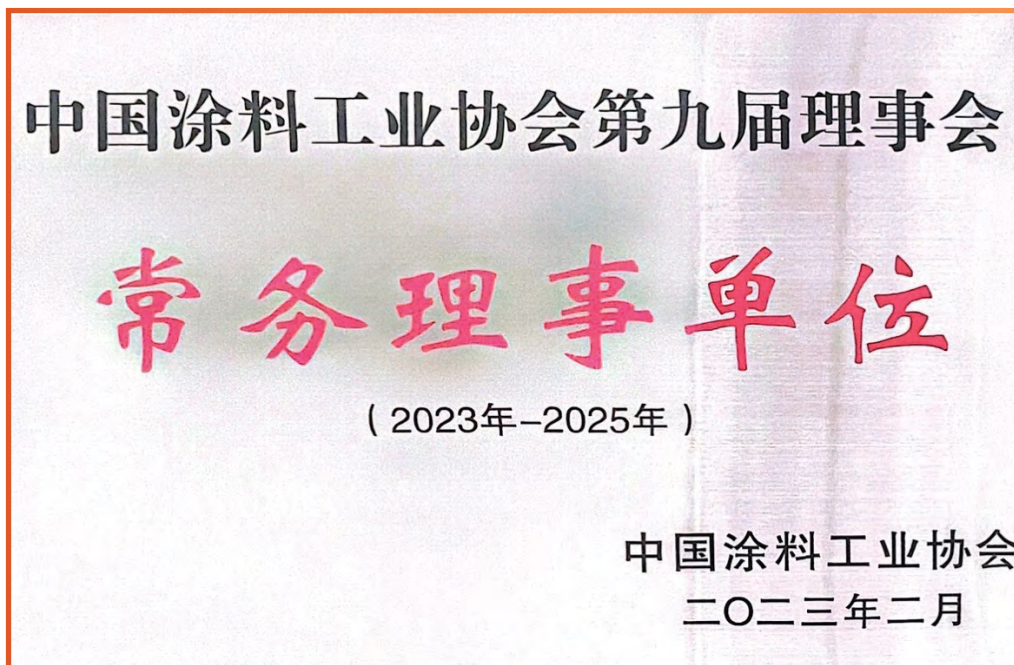 中国涂料工业协会第九届理事会
常务理事单位
（2023年-2025年）
中国涂料工业协会
二〇二三年二月